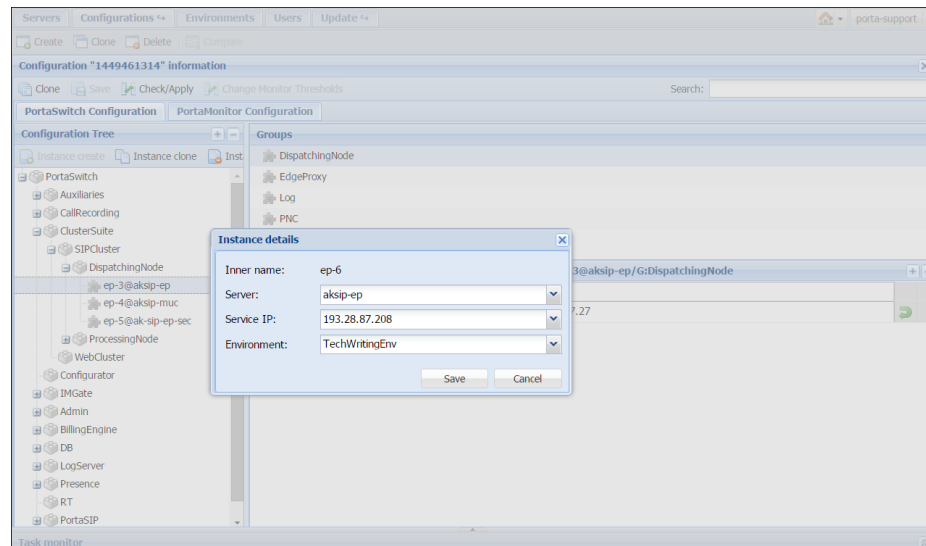 Servers Configurations Environments Users Update porta-support
Create Clone Delete Compare
Configuration "1449461314" information
Clone Save Check/Apply Change Monitor Thresholds Search:
PortaSwitch Configuration PortaMonitor Configuration
Configuration Tree Groups
Instance create Instance clone Inst DispatchingNode
PortaSwitch EdgeProxy
Auxiliaries Log
CallRecording PNC
ClusterSuite
SIPCluster
DispatchingNode 3@aksip-ep/G:DispatchingNode
ep-3@aksip-ep
ep-4@aksip-muc 7.27
ep-5@ak-sip-ep-sec
ProcessingNode
WebCluster
Configurator
IMGate
Admin
BillingEngine
DB
LogServer
Presence
RT
PortaSIP
Instance details
Inner name: ep-6
Server: aksip-ep
Service IP: 193.28.87.208
Environment: TechWritingEnv
Save Cancel
Task monitor